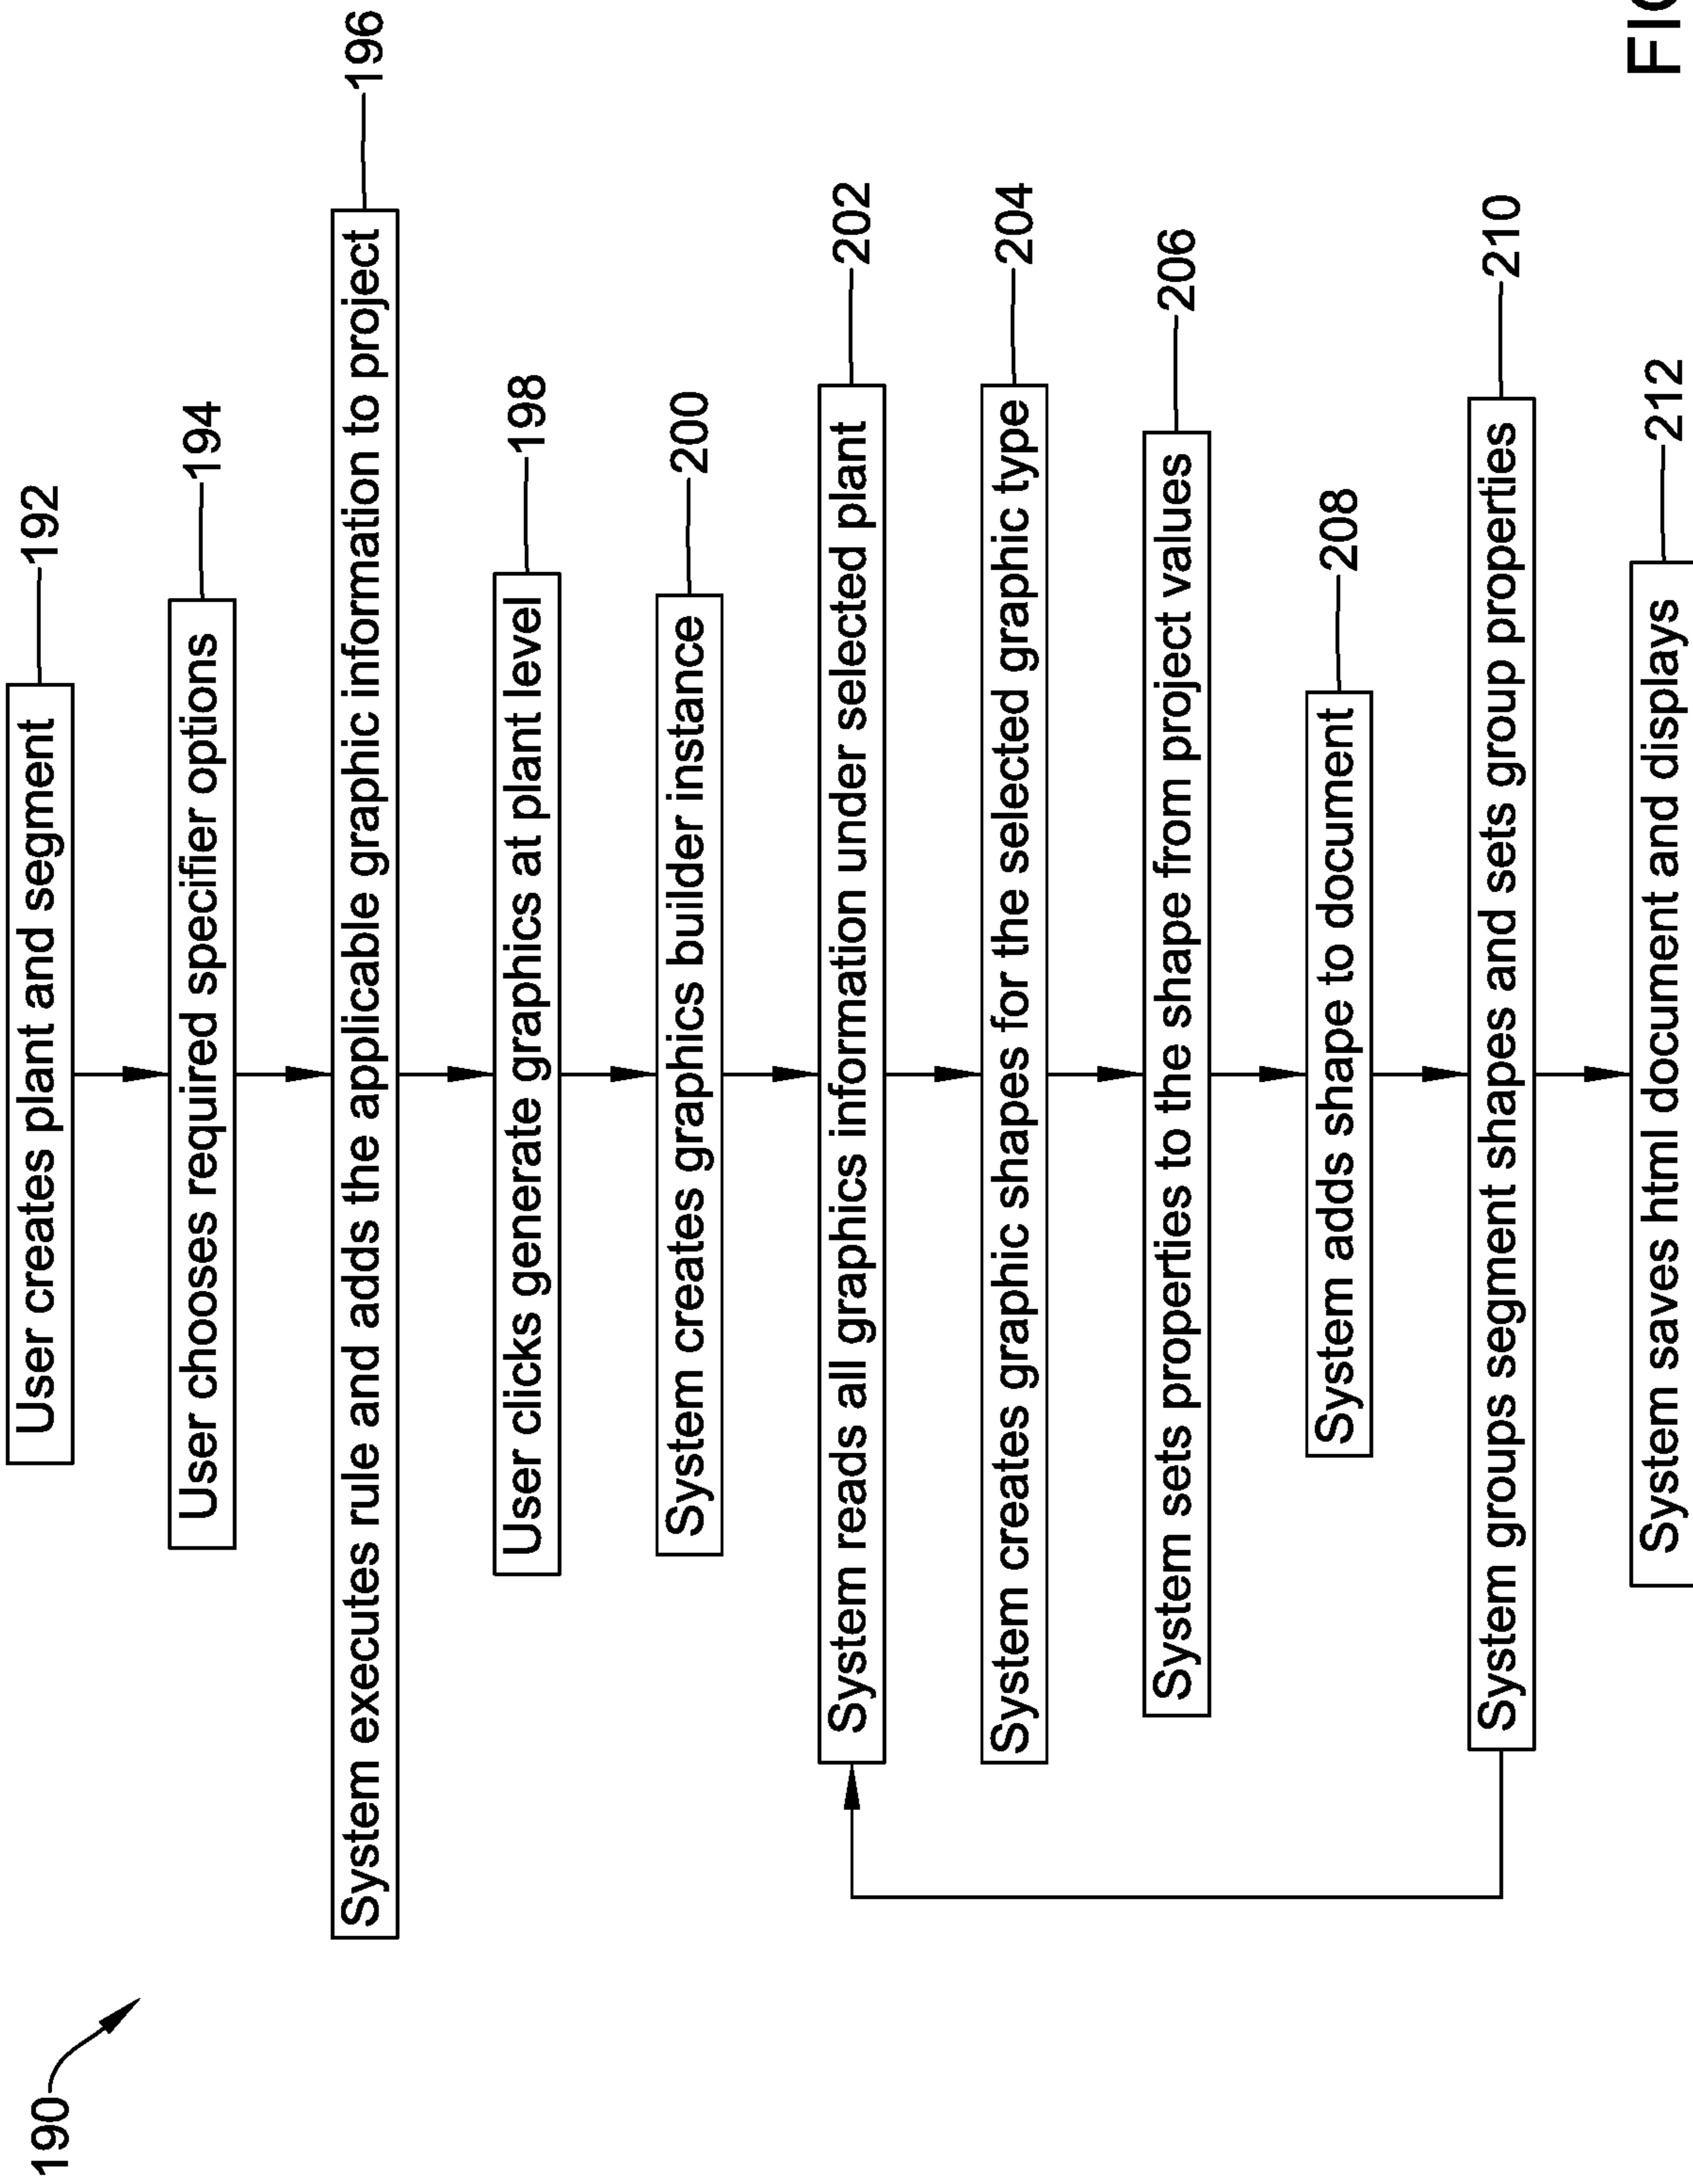 190
User creates plant and segment
192
User chooses required specifier options
194
System executes rule and adds the applicable graphic information to project
196
User clicks generate graphics at plant level
198
System creates graphics builder instance
200
System reads all graphics information under selected plant
202
System creates graphic shapes for the selected graphic type
204
System sets properties to the shape from project values
206
System adds shape to document
208
System groups segment shapes and sets group properties
210
System saves html document and displays
212